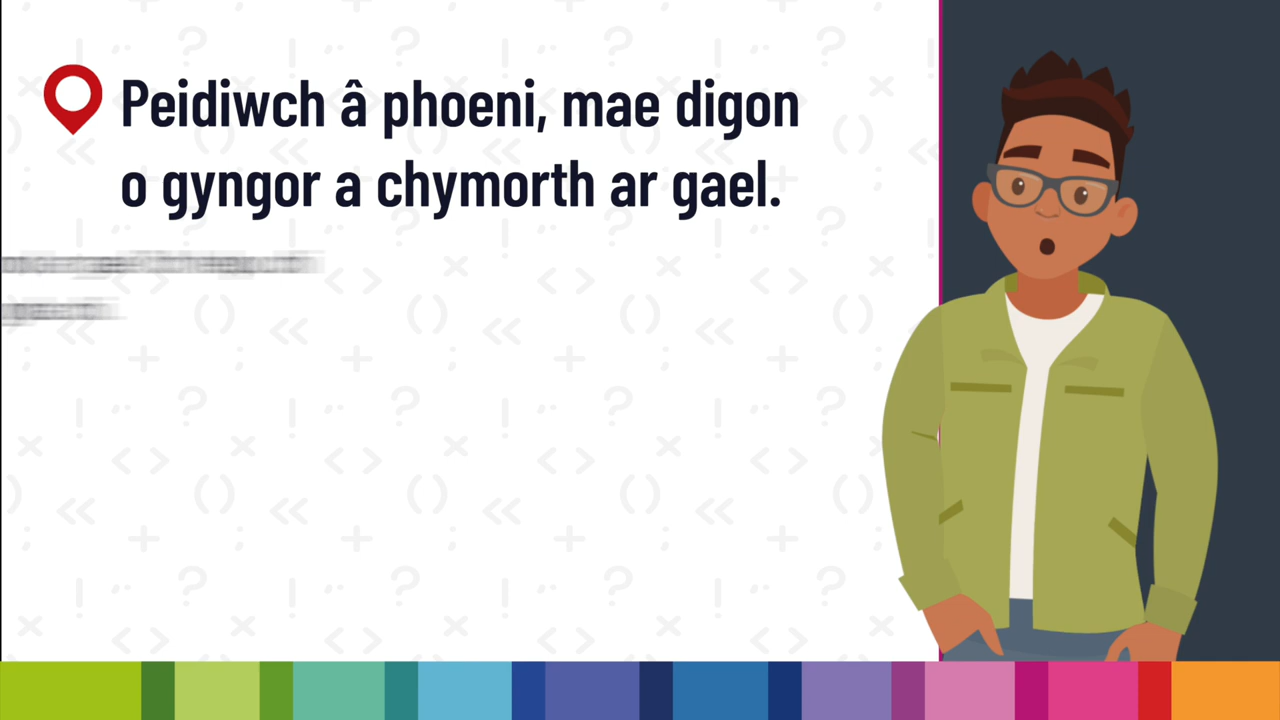 Peidiwch â phoeni, mae digon
o gyngor a chymorth ar gael.